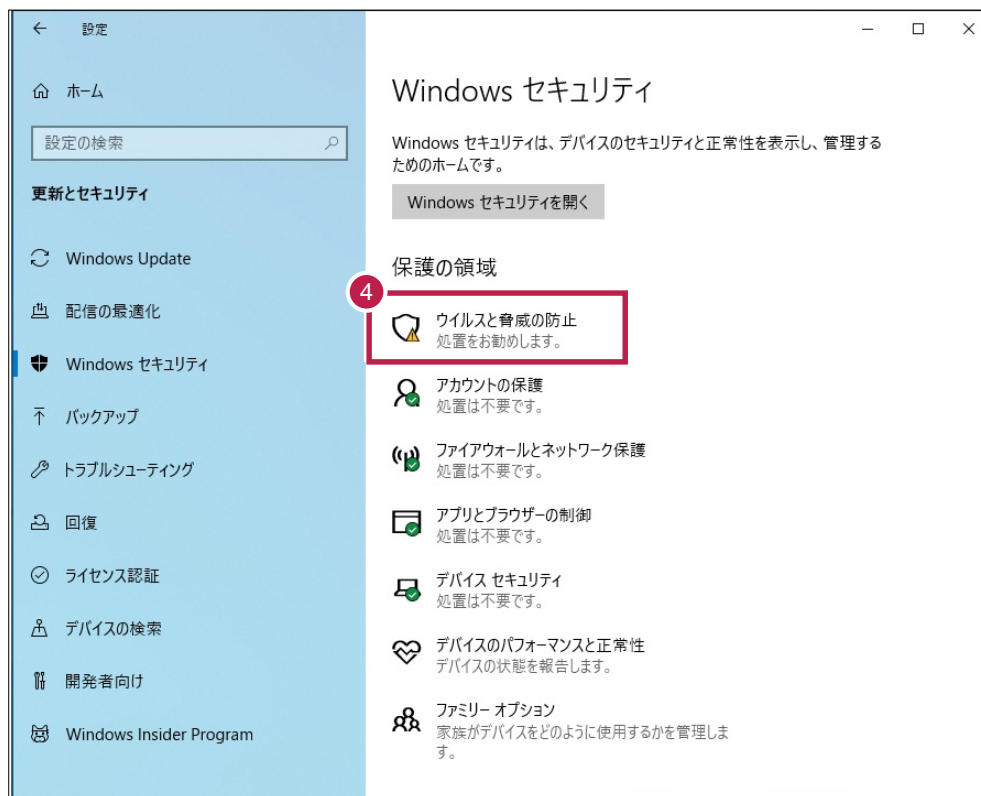 設定
ホーム
設定の検索
更新とセキュリティ
Windows Update
配信の最適化
Windows セキュリティ
バックアップ
トラブルシューティング
回復
ライセンス認証
デバイスの検索
開発者向け
Windows Insider Program
Windows セキュリティ
Windows セキュリティは、デバイスのセキュリティと正常性を表示し、管理する
ためのホームです。
Windows セキュリティを開く
保護の領域
4
ウイルスと脅威の防止
処置をお勧めします。
アカウントの保護
処置は不要です。
ファイアウォールとネットワーク保護
処置は不要です。
アプリとブラウザーの制御
処置は不要です。
デバイス セキュリティ
処置は不要です。
デバイスのパフォーマンスと正常性
デバイスの状態を報告します。
ファミリー オプション
家族がデバイスをどのように使用するかを管理しま
す。